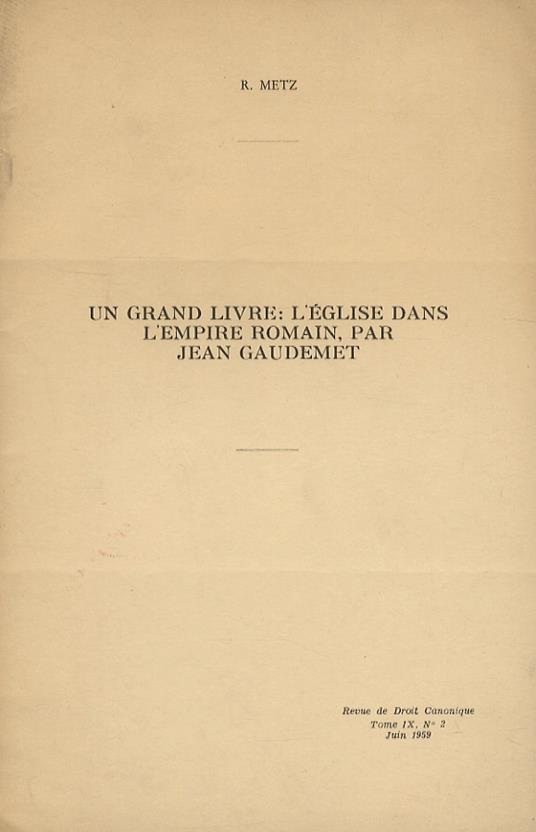 R. METZ
UN GRAND LIVRE: L'ÉGLISE DANS
L'EMPIRE ROMAIN, PAR
JEAN GAUDEMET
Revue de Droit Canonique
Tome IX, N° 2
Juin 1959